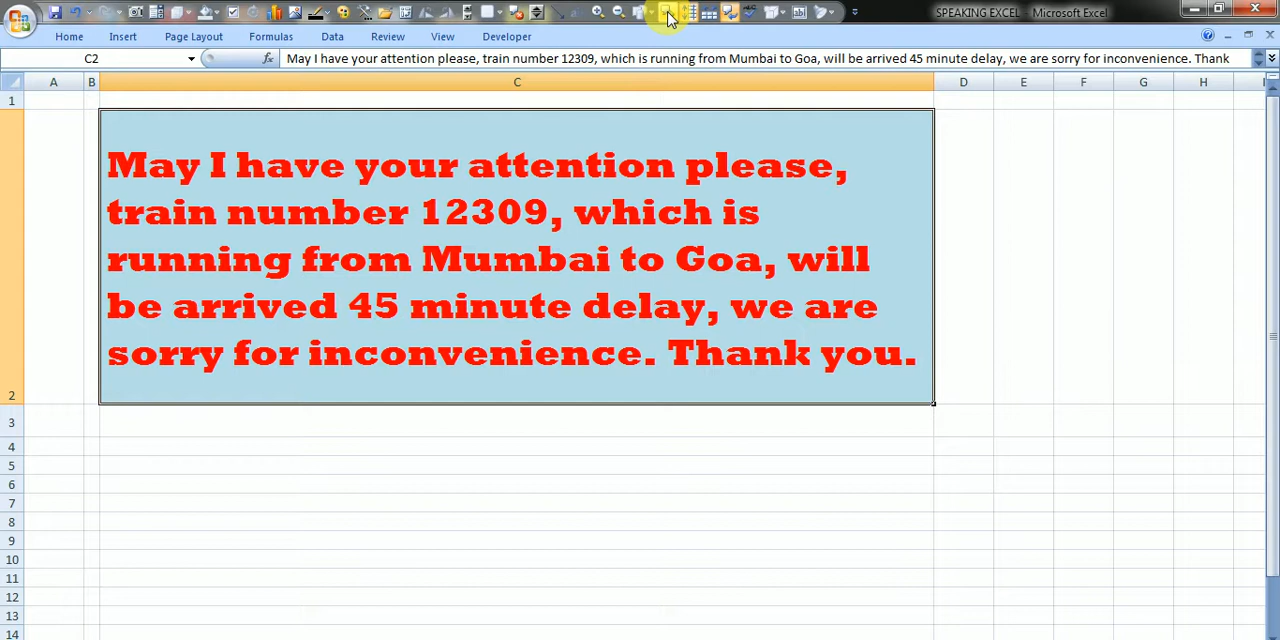 SPEAKING EXCEL - Microsoft Excel
Home Insert Page Layout Formulas Data Review View Developer
C2 fx May I have your attention please, train number 12309, which is running from Mumbai to Goa, will be arrived 45 minute delay, we are sorry for inconvenience. Thank
A B C D E F G H I
1
May I have your attention please,
train number 12309, which is
running from Mumbai to Goa, will
be arrived 45 minute delay, we are
sorry for inconvenience. Thank you.
2
3
4
5
6
7
8
9
10
11
12
13
14